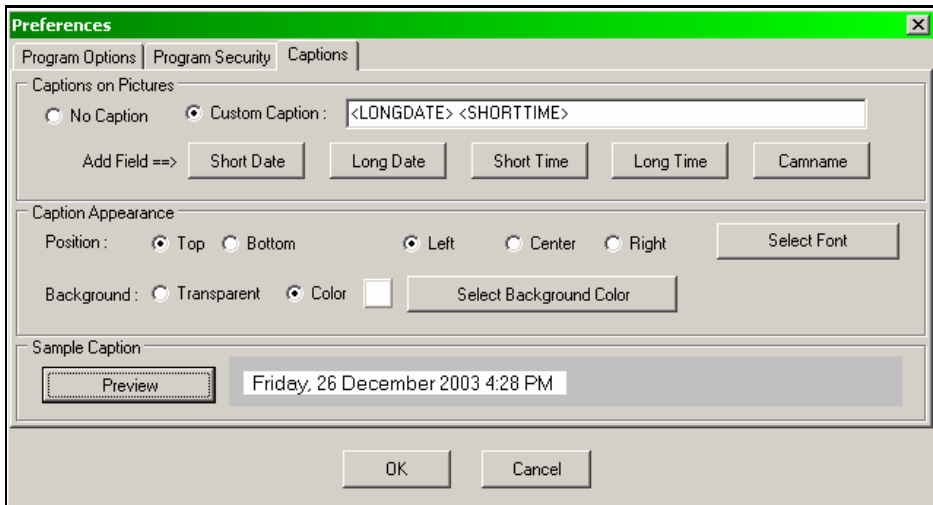 Preferences
Program Options Program Security Captions
Captions on Pictures
No Caption Custom Caption : <LONGDATE> <SHORTTIME>
Add Field ==> Short Date Long Date Short Time Long Time Camname
Caption Appearance
Position : Top Bottom Left Center Right Select Font
Background : Transparent Color Select Background Color
Sample Caption
Preview Friday, 26 December 2003 4:28 PM
OK Cancel